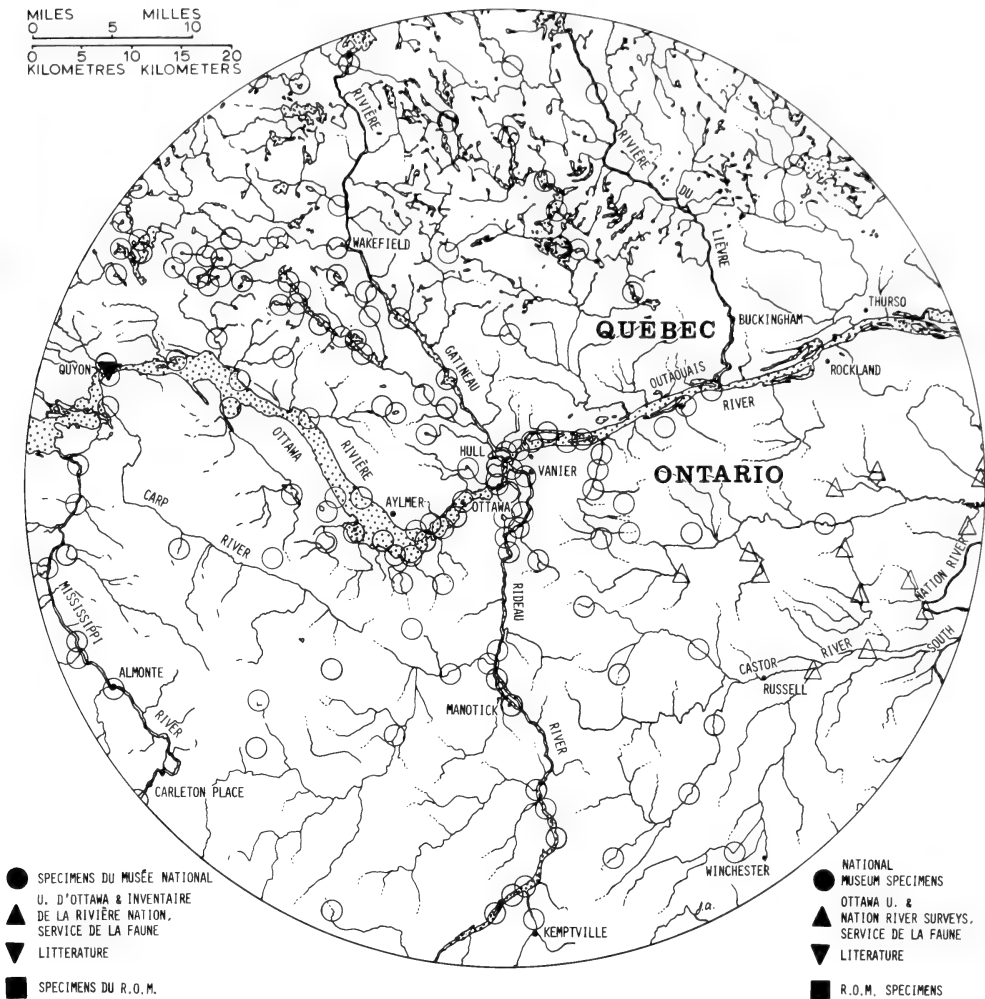 MILES MILLES
0 5 10
0 5 10 15 20
KILOMETRES KILOMETERS
RIVIÈRE
RIVIÈRE
DU
LIÈVRE
WAKEFIELD
THURSO
BUCKINGHAM
QUÉBEC
GATINEAU
OUTAOUAIS
ROCKLAND
QUYON
RIVER
OTTAWA
RIVIÈRE
HULL
VANIER
ONTARIO
AYLMER
OTTAWA
CARP
RIVER
NATION RIVER
MISSISSIPPI
RIDEAU
SOUTH
CASTOR
RIVER
RUSSELL
ALMONTE
MANOTICK
RIVER
RIVER
CARLETON PLACE
WINCHESTER
KEMPTVILLE
d.a.
SPECIMENS DU MUSÉE NATIONAL
U. D'OTTAWA & INVENTAIRE
DE LA RIVIÈRE NATION,
SERVICE DE LA FAUNE
LITTERATURE
SPECIMENS DU R.O.M.
NATIONAL
MUSEUM SPECIMENS
OTTAWA U. &
NATION RIVER SURVEYS,
SERVICE DE LA FAUNE
LITERATURE
R.O.M. SPECIMENS